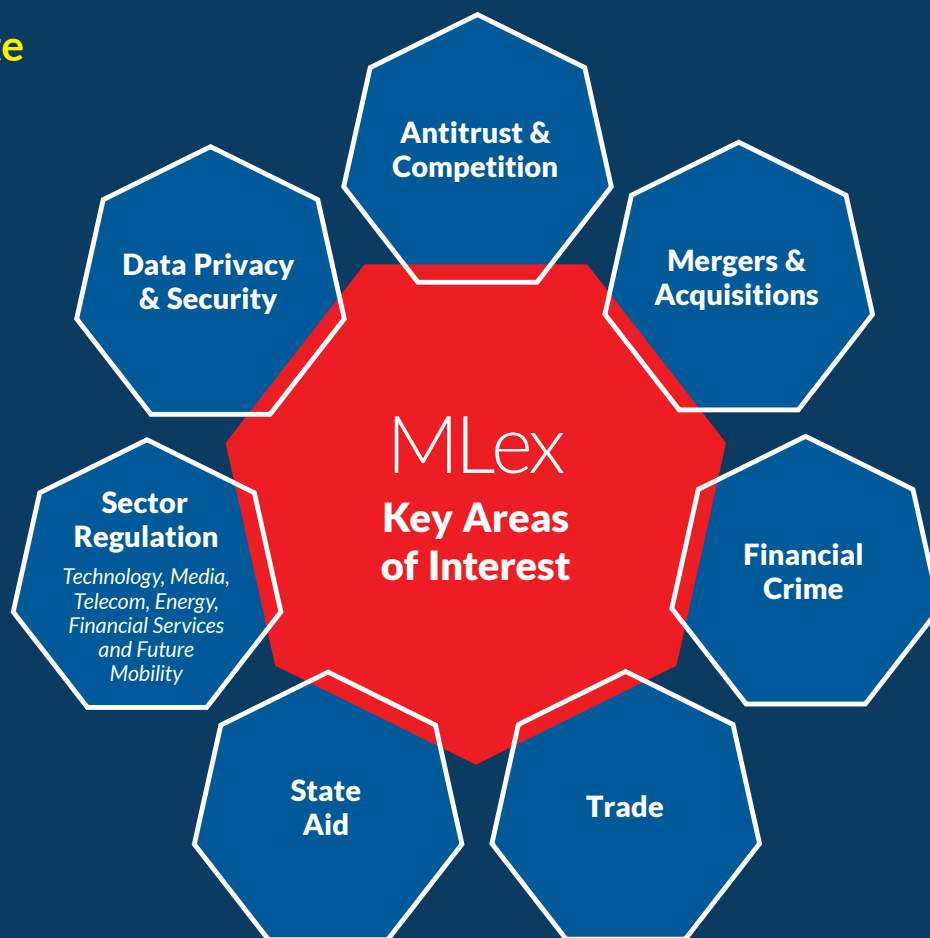 Antitrust &
Competition
Data Privacy
& Security
Mergers &
Acquisitions
MLex
Key Areas
of Interest
Sector
Regulation
Technology, Media,
Telecom, Energy,
Financial Services
and Future
Mobility
Financial
Crime
State
Aid
Trade